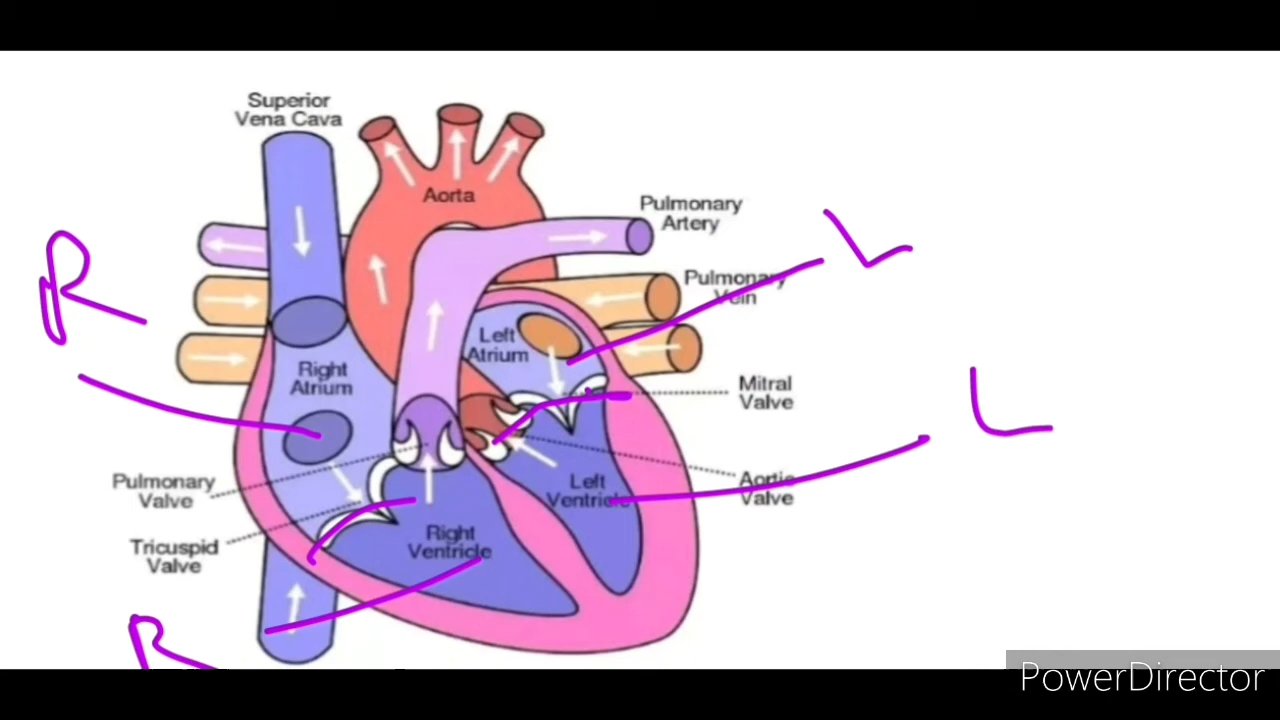 Superior
Vena Cava
Aorta
Pulmonary
Artery
L
R
Pulmonary
Vein
Left
Atrium
Right
Atrium
Mitral
Valve
L
Pulmonary
Valve
Left
Ventricle
Aortic
Valve
Tricuspid
Valve
Right
Ventricle
R
PowerDirector